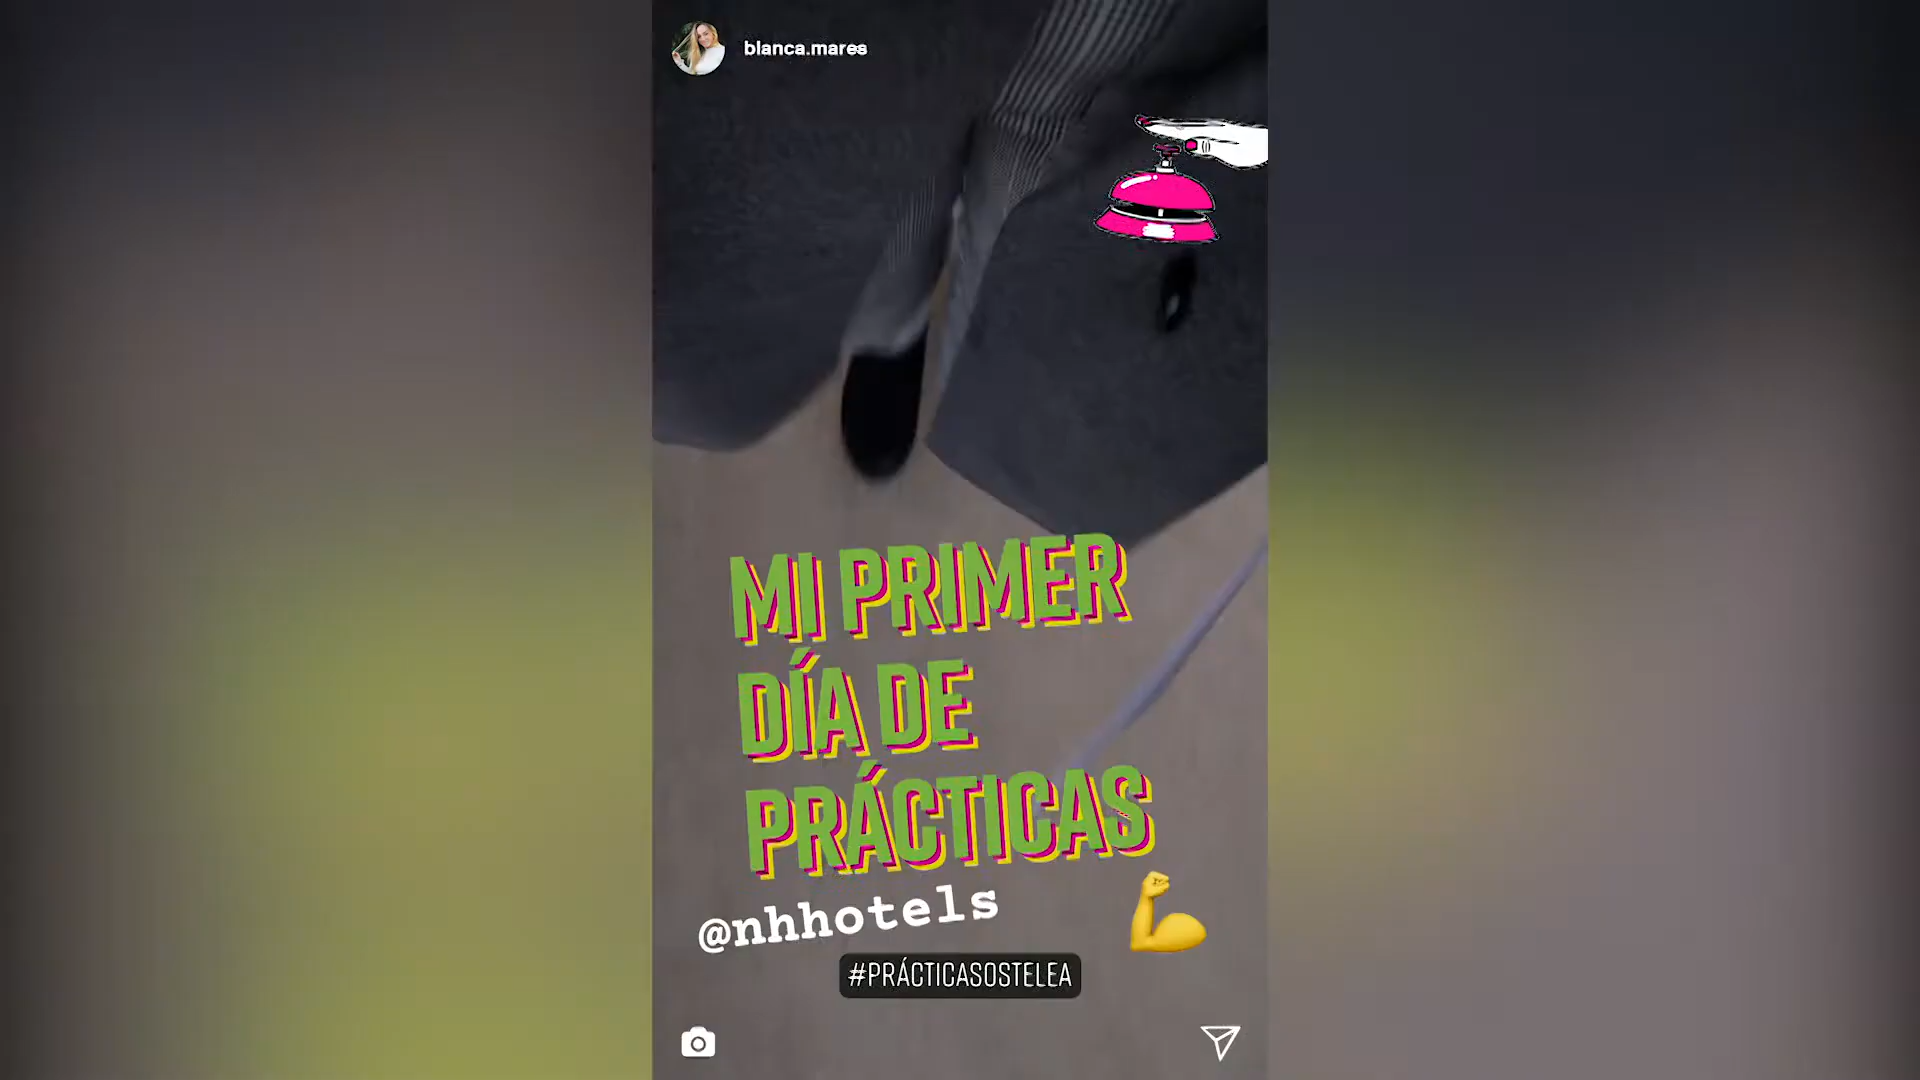 blanca.mares
MI PRIMER
DÍA DE
PRÁCTICAS
@nhhotels
#PRÁCTICASOSTELEA